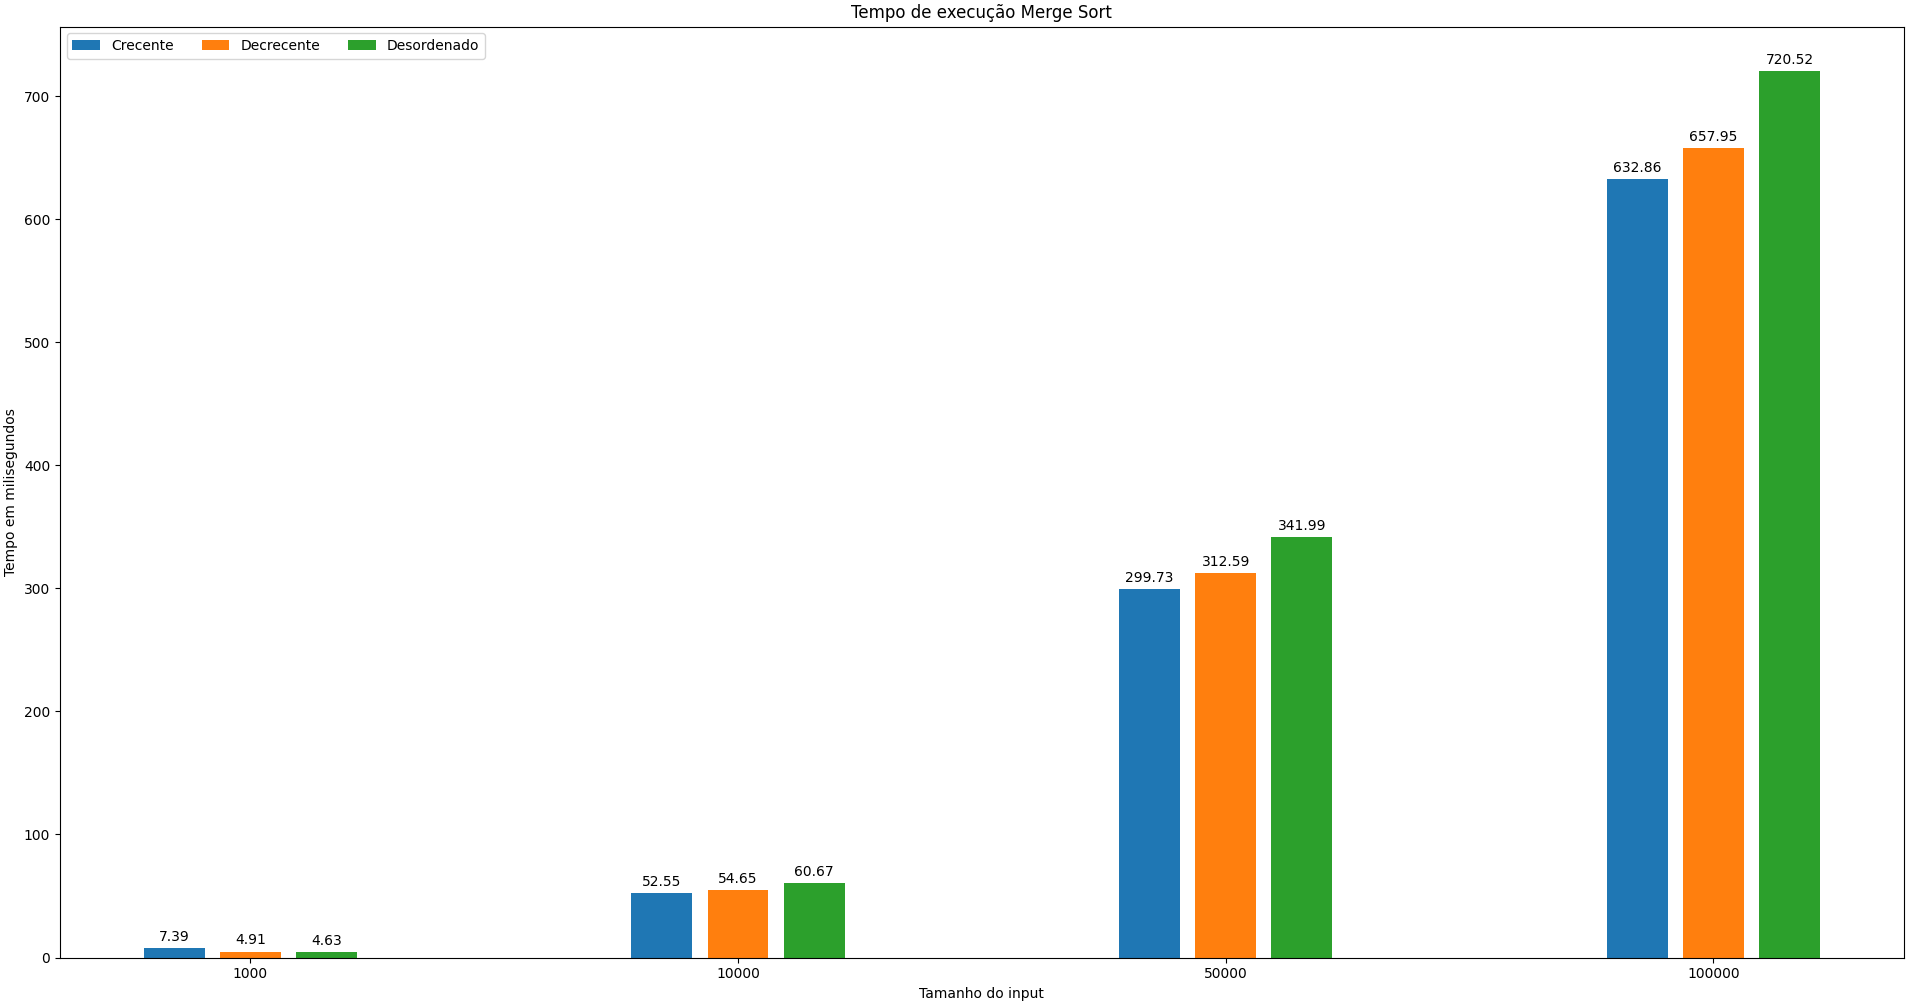 Tempo de execução Merge Sort
Crecente Decrecente Desordenado
Tempo em milisegundos
700
600
500
400
300
200
100
0
7.39 4.91 4.63
52.55 54.65 60.67
299.73 312.59 341.99
632.86 657.95 720.52
1000 10000 50000 100000
Tamanho do input